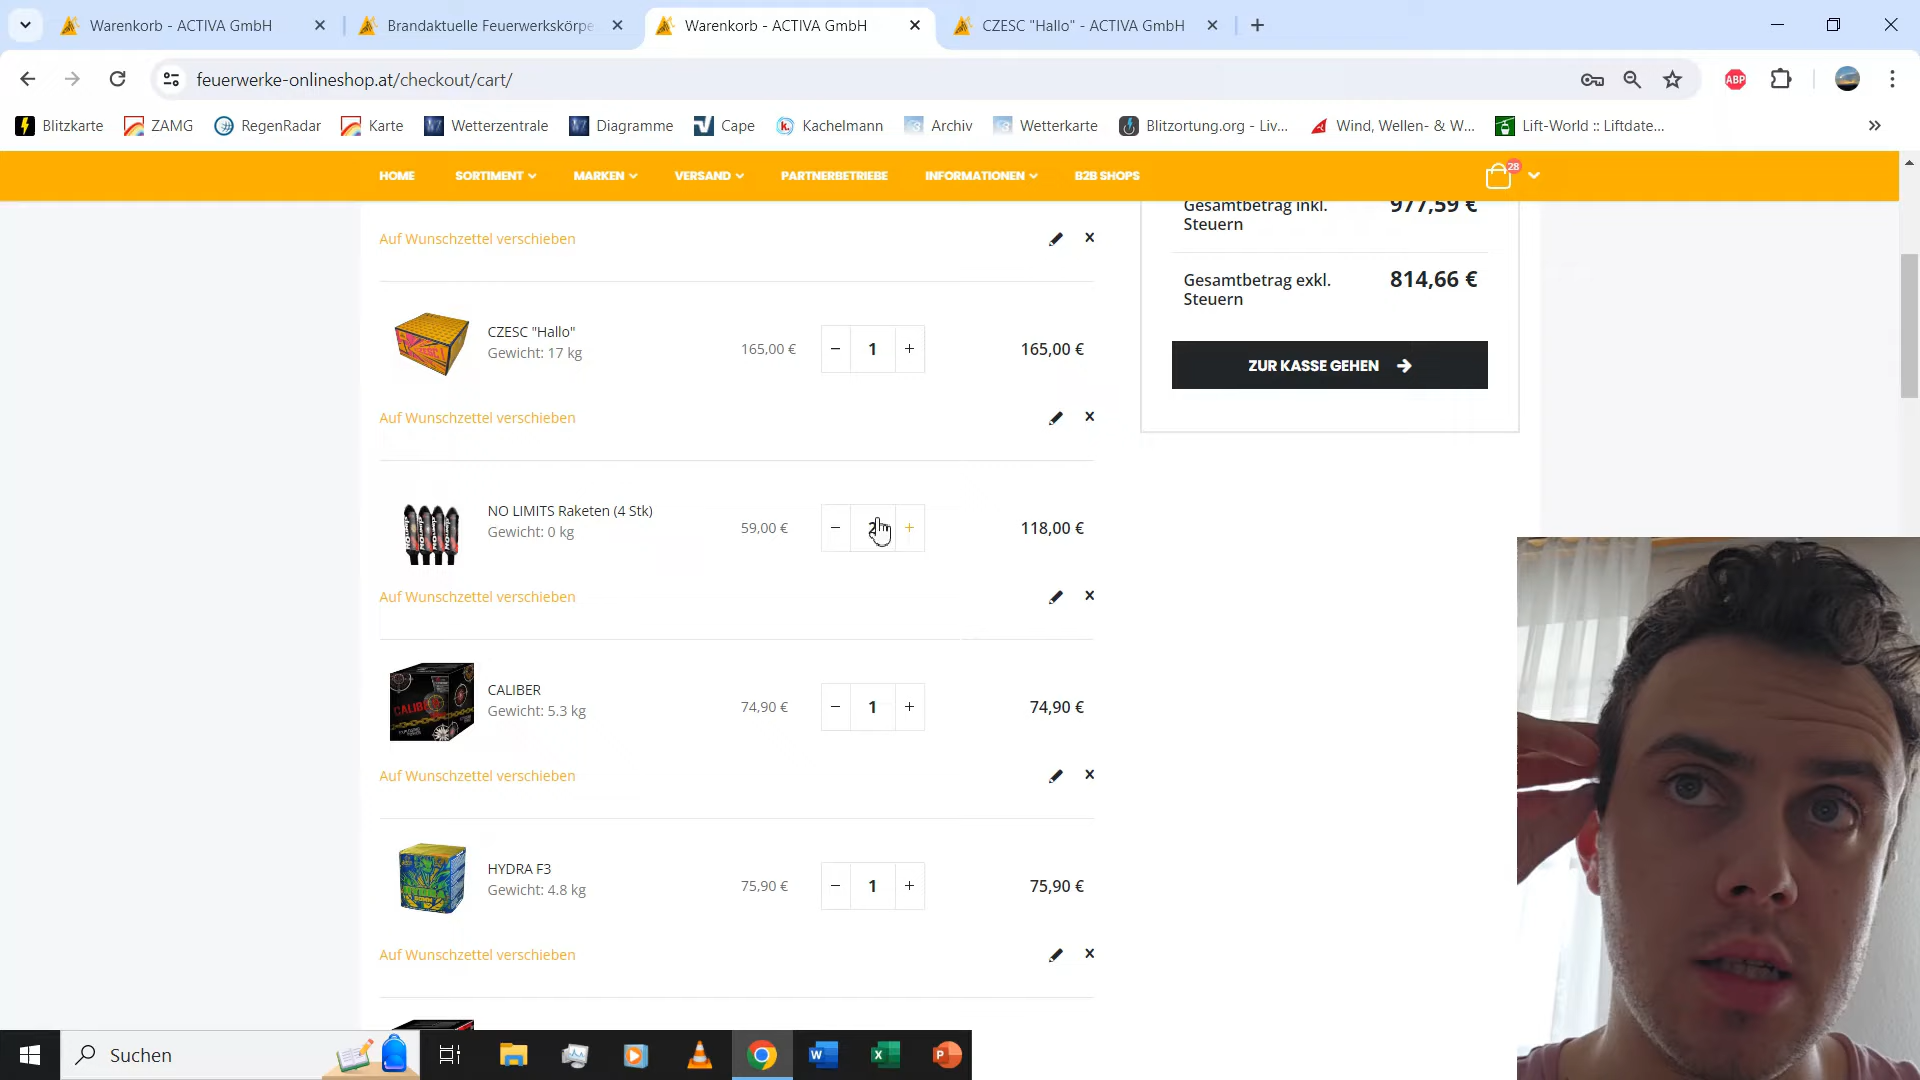 Warenkorb - ACTIVA GmbH
Brandaktuelle Feuerwerkskörpe
Warenkorb - ACTIVA GmbH
CZESC "Hallo" - ACTIVA GmbH
feuerwerke-onlineshop.at/checkout/cart/
ABP
Blitzkarte
ZAMG
RegenRadar
Karte
Wetterzentrale
Diagramme
Cape
Kachelmann
Archiv
Wetterkarte
Blitzortung.org - Liv...
Wind, Wellen- & W...
Lift-World :: Liftdate...
HOME
SORTIMENT
MARKEN
VERSAND
PARTNERBETRIEBE
INFORMATIONEN
B2B SHOPS
28
Gesamtbetrag inkl.
Steuern
977,59 €
Gesamtbetrag exkl.
Steuern
814,66 €
ZUR KASSE GEHEN
Auf Wunschzettel verschieben
CZESC "Hallo"
Gewicht: 17 kg
165,00 €
− 1 +
165,00 €
Auf Wunschzettel verschieben
NO LIMITS Raketen (4 Stk)
Gewicht: 0 kg
59,00 €
− 2 +
118,00 €
Auf Wunschzettel verschieben
CALIBER
Gewicht: 5.3 kg
74,90 €
− 1 +
74,90 €
Auf Wunschzettel verschieben
HYDRA F3
Gewicht: 4.8 kg
75,90 €
− 1 +
75,90 €
Auf Wunschzettel verschieben
Suchen